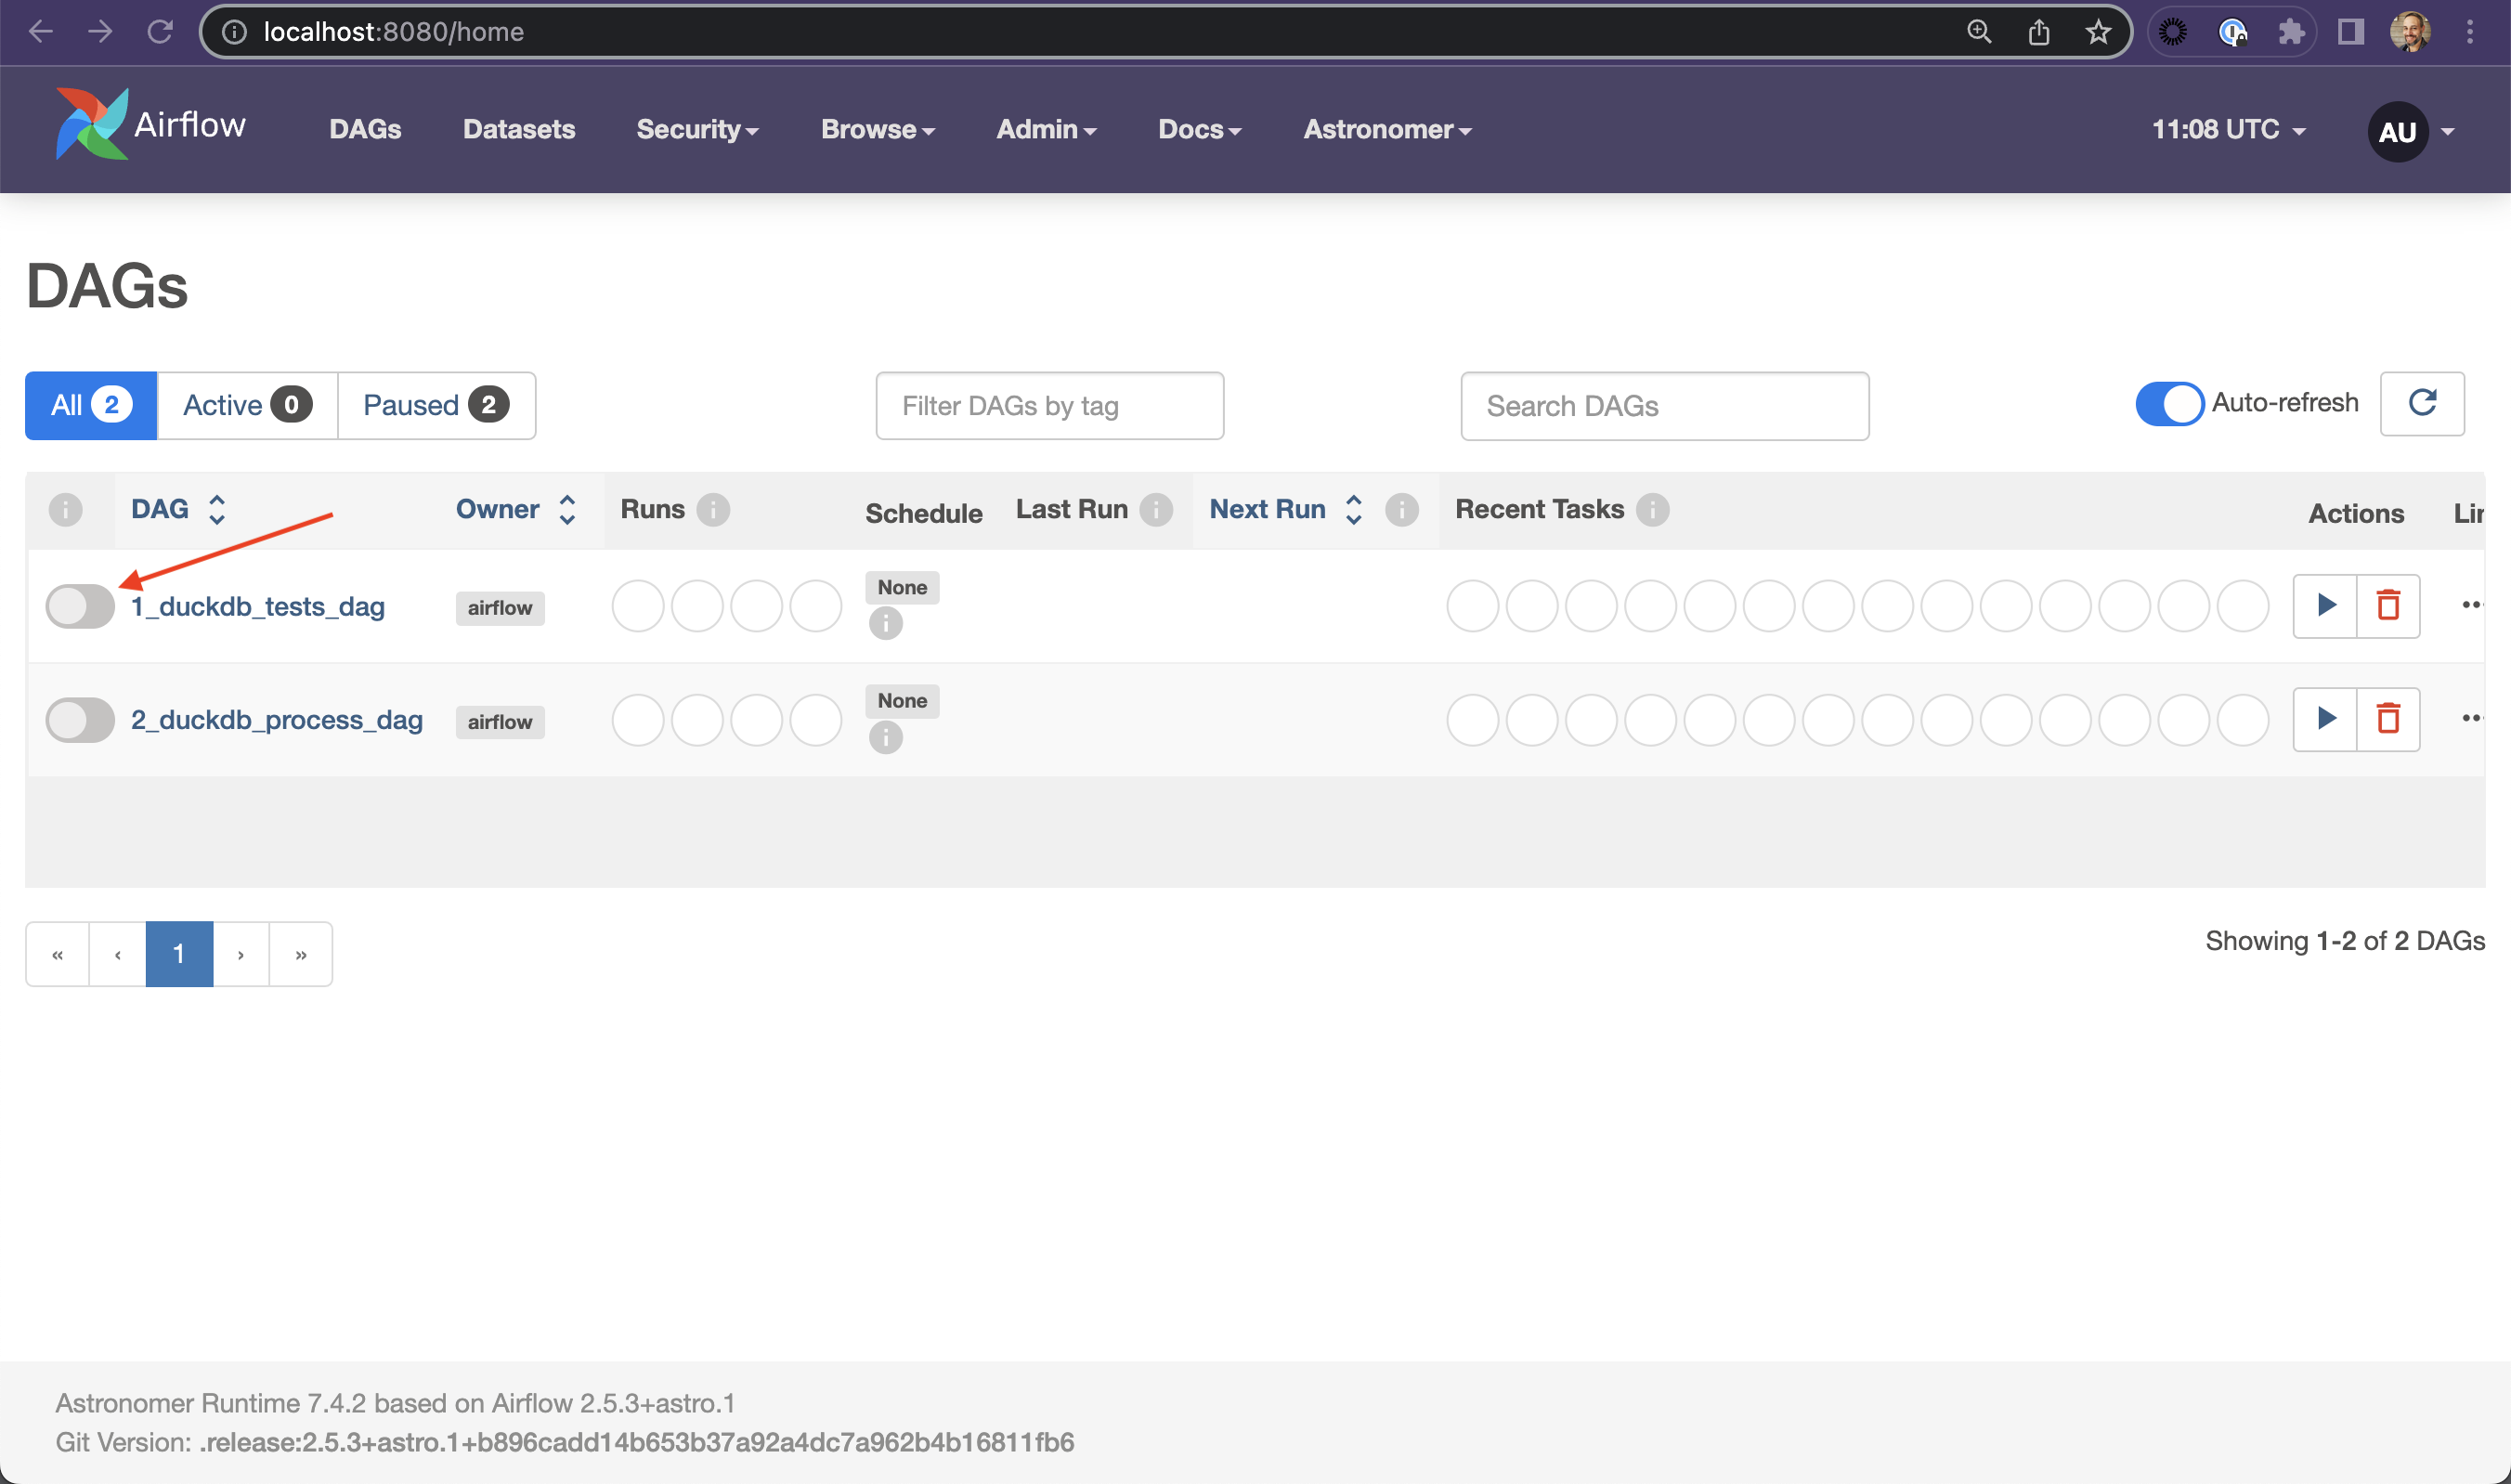 localhost:8080/home
Airflow DAGs Datasets Security Browse Admin Docs Astronomer 11:08 UTC AU
DAGs
All 2 Active 0 Paused 2 Filter DAGs by tag Search DAGs Auto-refresh
DAG Owner Runs Schedule Last Run Next Run Recent Tasks Actions Lin
1_duckdb_tests_dag airflow None
2_duckdb_process_dag airflow None
« ‹ 1 › »
Showing 1-2 of 2 DAGs
Astronomer Runtime 7.4.2 based on Airflow 2.5.3+astro.1
Git Version: .release:2.5.3+astro.1+b896cadd14b653b37a92a4dc7a962b4b16811fb6